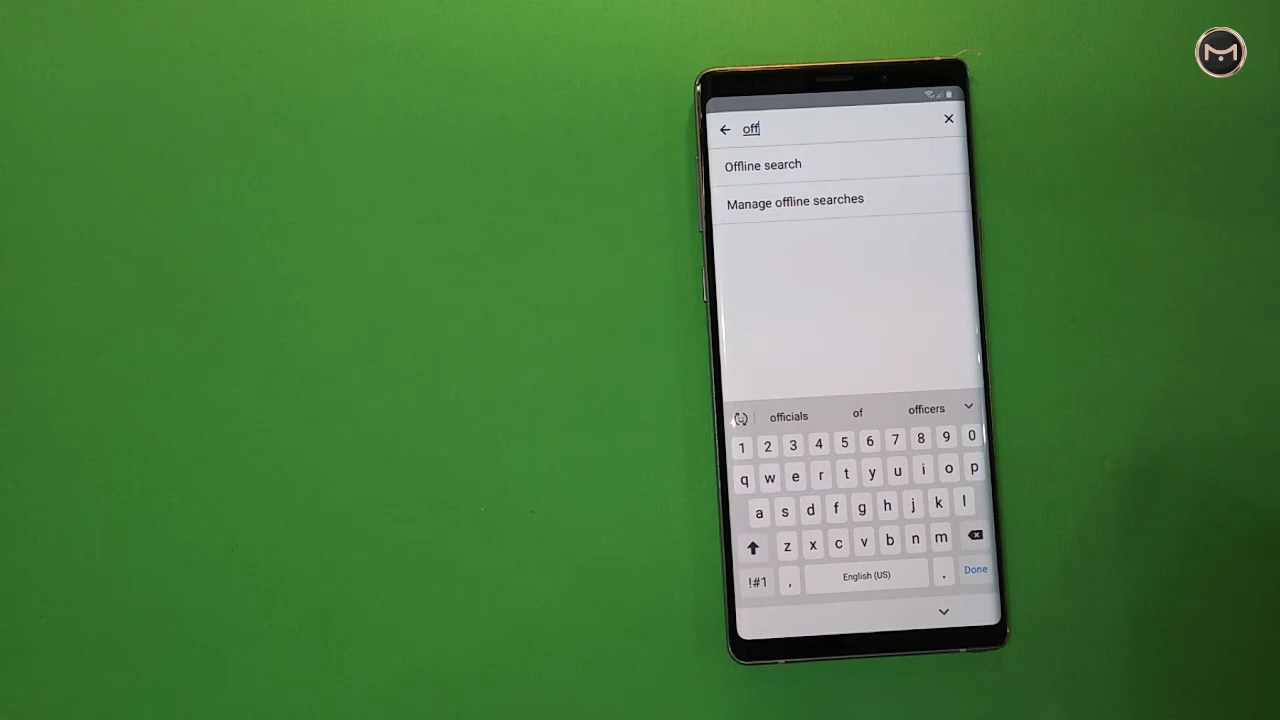 off
Offline search
Manage offline searches
officials of officers
1 2 3 4 5 6 7 8 9 0
q w e r t y u i o p
a s d f g h j k l
z x c v b n m
!#1 , English (US) . Done